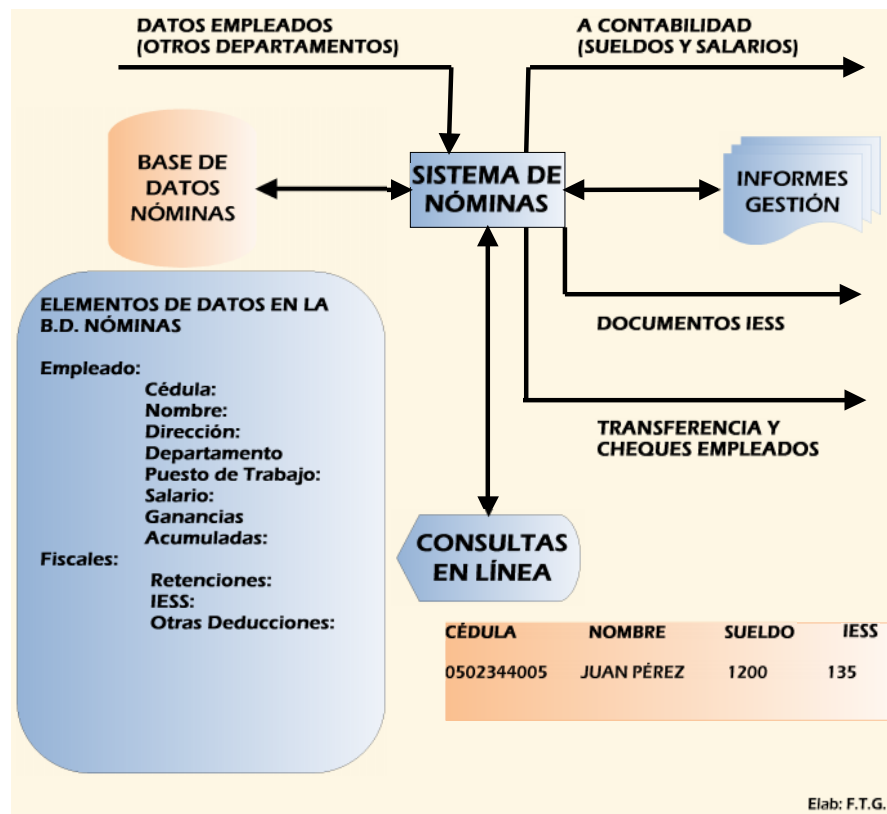 DATOS EMPLEADOS
(OTROS DEPARTAMENTOS)
A CONTABILIDAD
(SUELDOS Y SALARIOS)
BASE DE
DATOS
NÓMINAS
SISTEMA DE
NÓMINAS
INFORMES
GESTIÓN
ELEMENTOS DE DATOS EN LA
B.D. NÓMINAS
Empleado:
Cédula:
Nombre:
Dirección:
Departamento
Puesto de Trabajo:
Salario:
Ganancias
Acumuladas:
Fiscales:
Retenciones:
IESS:
Otras Deducciones:
DOCUMENTOS IESS
TRANSFERENCIA Y
CHEQUES EMPLEADOS
CONSULTAS
EN LÍNEA
CÉDULA NOMBRE SUELDO IESS
0502344005 JUAN PÉREZ 1200 135
Elab: F.T.G.